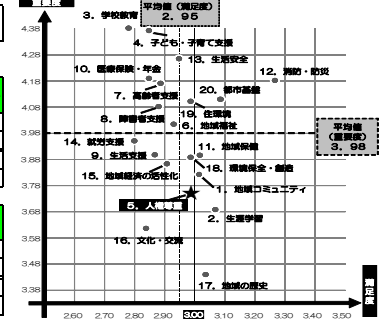 平均値（満足度）
2.95
3．学校教育
4．子ども・子育て支援
13．生活安全
10．医療保険・年金
12．消防・防災
7．高齢者支援
20．都市基盤
8．障害者支援
19．住環境
6．地域福祉
平均値
（重要度）
3.98
14．就労支援
11．地域保健
9．生活支援
18．環境保全・創造
15．地域経済の活性化
1．地域コミュニティ
5．人権尊重
2．生涯学習
16．文化・交流
17．地域の歴史
4.38
4.28
4.18
4.08
3.98
3.88
3.78
3.68
3.58
3.48
3.38
2.60 2.70 2.80 2.90 3.00 3.10 3.20 3.30 3.40 3.50
満足度